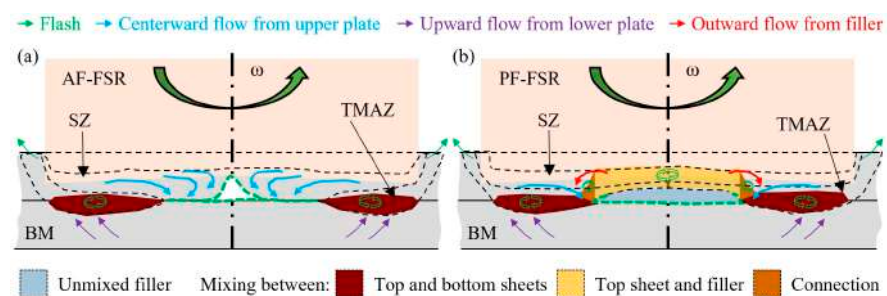 Flash Centerward flow from upper plate Upward flow from lower plate Outward flow from filler
(a) (b)
AF-FSR ω PF-FSR ω
SZ TMAZ SZ TMAZ
BM BM
Unmixed filler Mixing between: Top and bottom sheets Top sheet and filler Connection